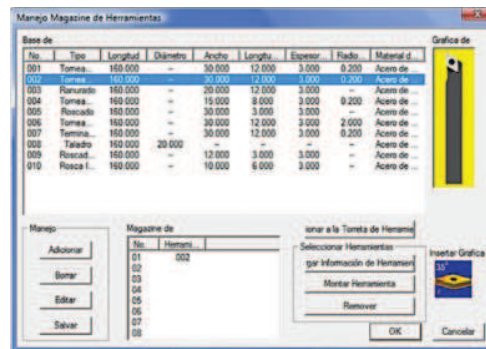 Manejo Magazine de Herramientas
Base de
Grafica de
No. Tipo Longitud Diámetro Ancho Longitu... Espesor... Radio... Material d...
001 Tornea... 160.000 - 30.000 12.000 3.000 0.200 Acero de ...
002 Tornea... 160.000 - 30.000 12.000 3.000 0.200 Acero de ...
003 Ranurado 160.000 - 20.000 12.000 3.000 - Acero de ...
004 Tornea... 160.000 - 15.000 8.000 3.000 0.200 Acero de ...
005 Roscado 160.000 - 30.000 3.000 3.000 - Acero de ...
006 Tornea... 160.000 - 30.000 12.000 3.000 2.000 Acero de ...
007 Termina... 160.000 - 30.000 12.000 3.000 0.200 Acero de ...
008 Taladro 160.000 20.000 - - - - Acero de ...
009 Roscad... 160.000 - 12.000 3.000 3.000 - Acero de ...
010 Rosca I... 160.000 - 10.000 6.000 3.000 - Acero de ...
Manejo
Adicionar
Borrar
Editar
Salvar
Magazine de
No. Herrami...
01 002
02
03
04
05
06
07
08
ionar a la Torreta de Herramie
Seleccionar Herramientas
gar Información de Herramien
Montar Herramienta
Remover
Insertar Grafica
35°
OK
Cancelar